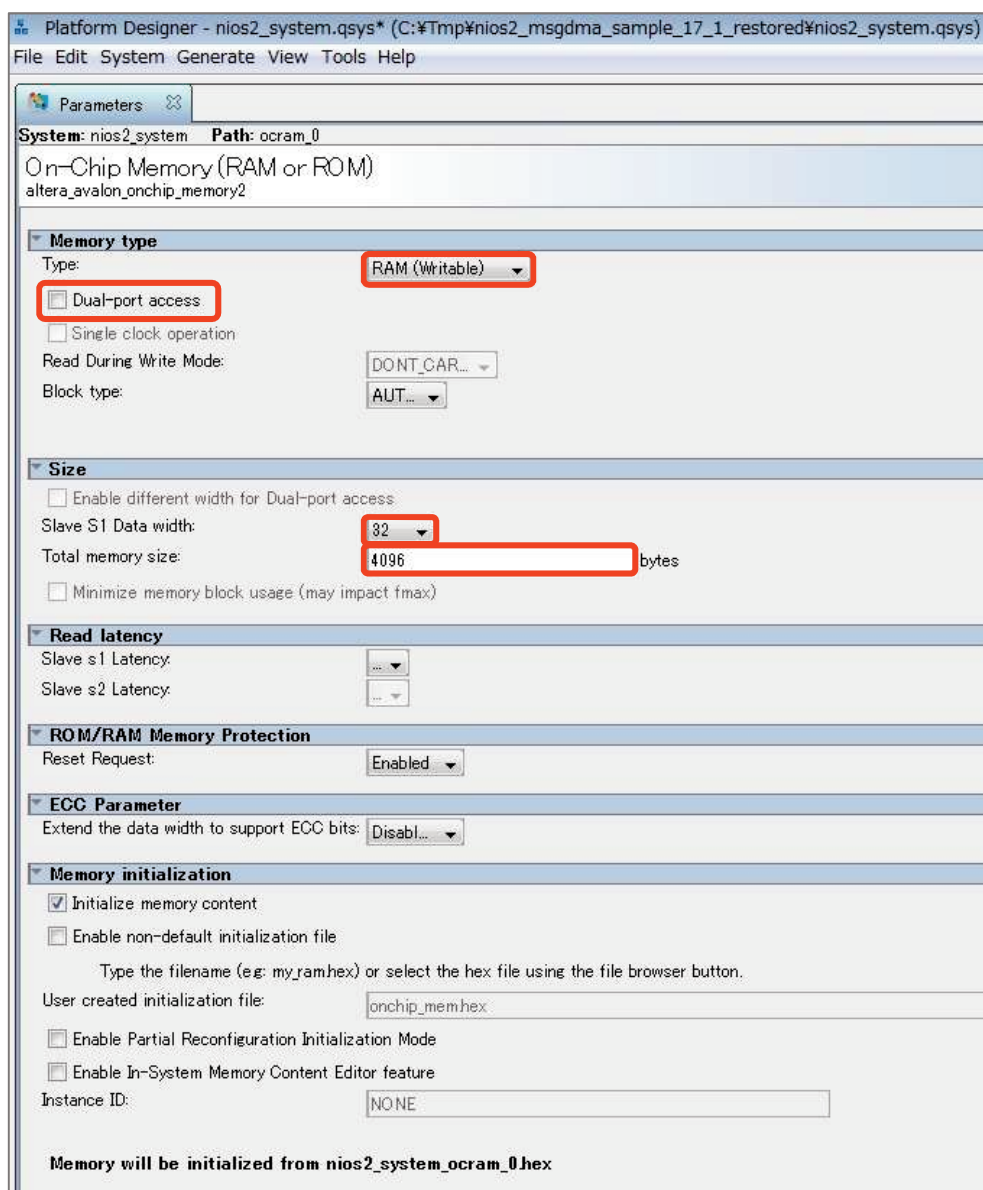 Platform Designer - nios2_system.qsys* (C:¥Tmp¥nios2_msgdma_sample_17_1_restored¥nios2_system.qsys)
File Edit System Generate View Tools Help
Parameters
System: nios2_system Path: ocram_0
On-Chip Memory (RAM or ROM)
altera_avalon_onchip_memory2
Memory type
Type: RAM (Writable)
Dual-port access
Single clock operation
Read During Write Mode: DONT_CAR...
Block type: AUT...
Size
Enable different width for Dual-port access
Slave S1 Data width: 32
Total memory size: 4096 bytes
Minimize memory block usage (may impact fmax)
Read latency
Slave s1 Latency: ...
Slave s2 Latency: ...
ROM/RAM Memory Protection
Reset Request: Enabled
ECC Parameter
Extend the data width to support ECC bits: Disabl...
Memory initialization
Initialize memory content
Enable non-default initialization file
Type the filename (e.g: my_ram.hex) or select the hex file using the file browser button.
User created initialization file: onchip_mem.hex
Enable Partial Reconfiguration Initialization Mode
Enable In-System Memory Content Editor feature
Instance ID: NONE
Memory will be initialized from nios2_system_ocram_0.hex